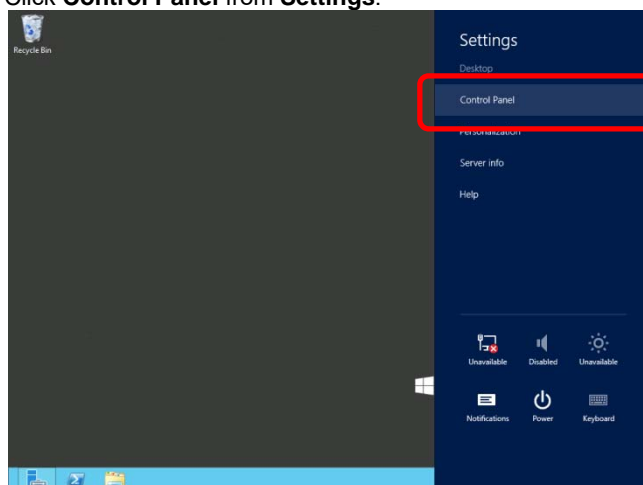 Click Control Panel from Settings.
Recycle Bin
Settings
Desktop
Control Panel
Personalization
Server info
Help
Unavailable
Disabled
Unavailable
Notifications
Power
Keyboard